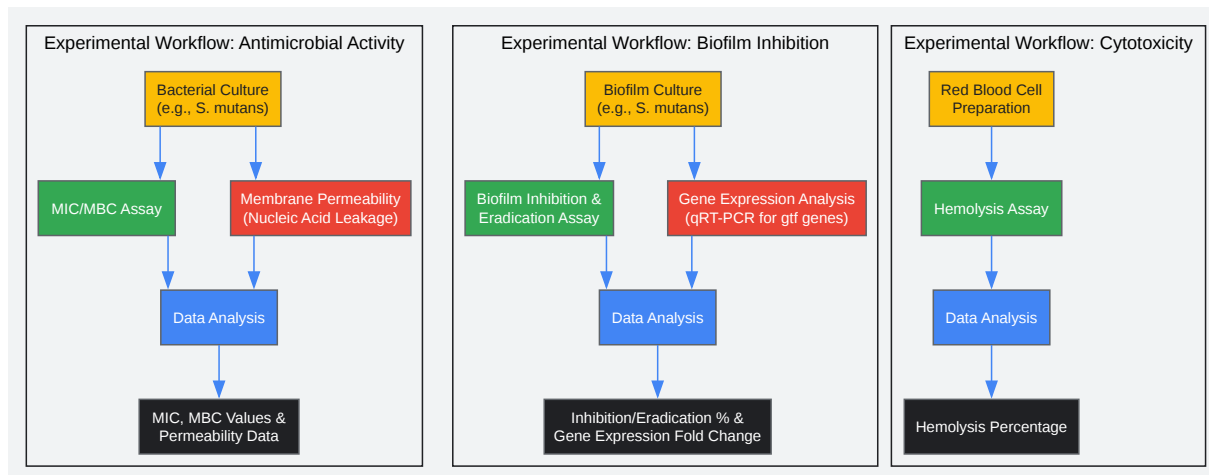 Experimental Workflow: Antimicrobial Activity
Bacterial Culture
(e.g., S. mutans)
MIC/MBC Assay
Membrane Permeability
(Nucleic Acid Leakage)
Data Analysis
MIC, MBC Values &
Permeability Data
Experimental Workflow: Biofilm Inhibition
Biofilm Culture
(e.g., S. mutans)
Biofilm Inhibition &
Eradication Assay
Gene Expression Analysis
(qRT-PCR for gtf genes)
Data Analysis
Inhibition/Eradication % &
Gene Expression Fold Change
Experimental Workflow: Cytotoxicity
Red Blood Cell
Preparation
Hemolysis Assay
Data Analysis
Hemolysis Percentage